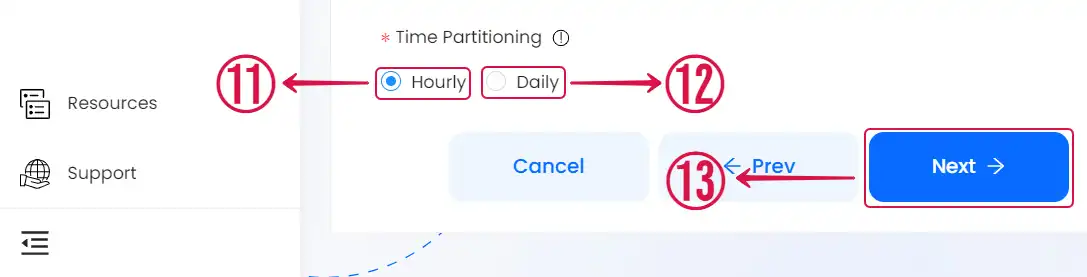 * Time Partitioning
11 Hourly Daily 12
Resources
Support
Cancel
13 ← Prev
Next →